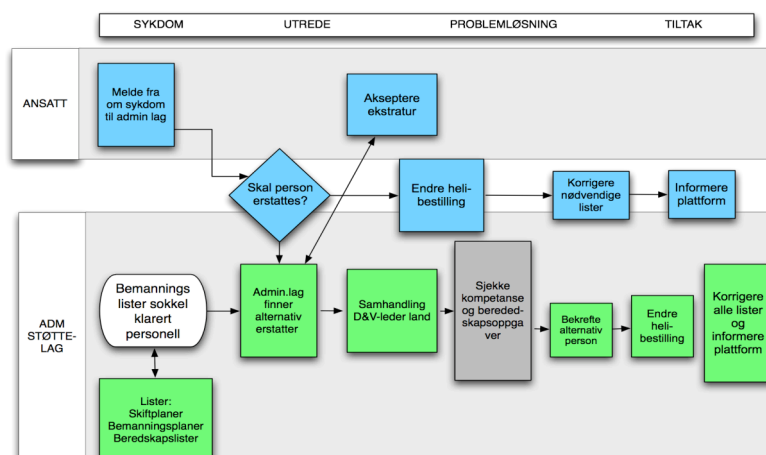 SYKDOM
UTREDE
PROBLEMLØSNING
TILTAK
ANSATT
Melde fra
om sykdom
til admin lag
Akseptere
ekstratur
Skal person
erstattes?
Endre heli-
bestilling
Korrigere
nødvendige
lister
Informere
plattform
ADM
STØTTE-
LAG
Bemannings
lister sokkel
klarert
personell
Admin.lag
finner
alternativ
erstatter
Samhandling
D&V-leder land
Sjekke
kompetanse
og bereded-
skapsoppga
ver
Bekrefte
alternativ
person
Endre
heli-
bestilling
Korrigere
alle lister
og
informere
plattform
Lister:
Skiftplaner
Bemanningsplaner
Beredskapslister